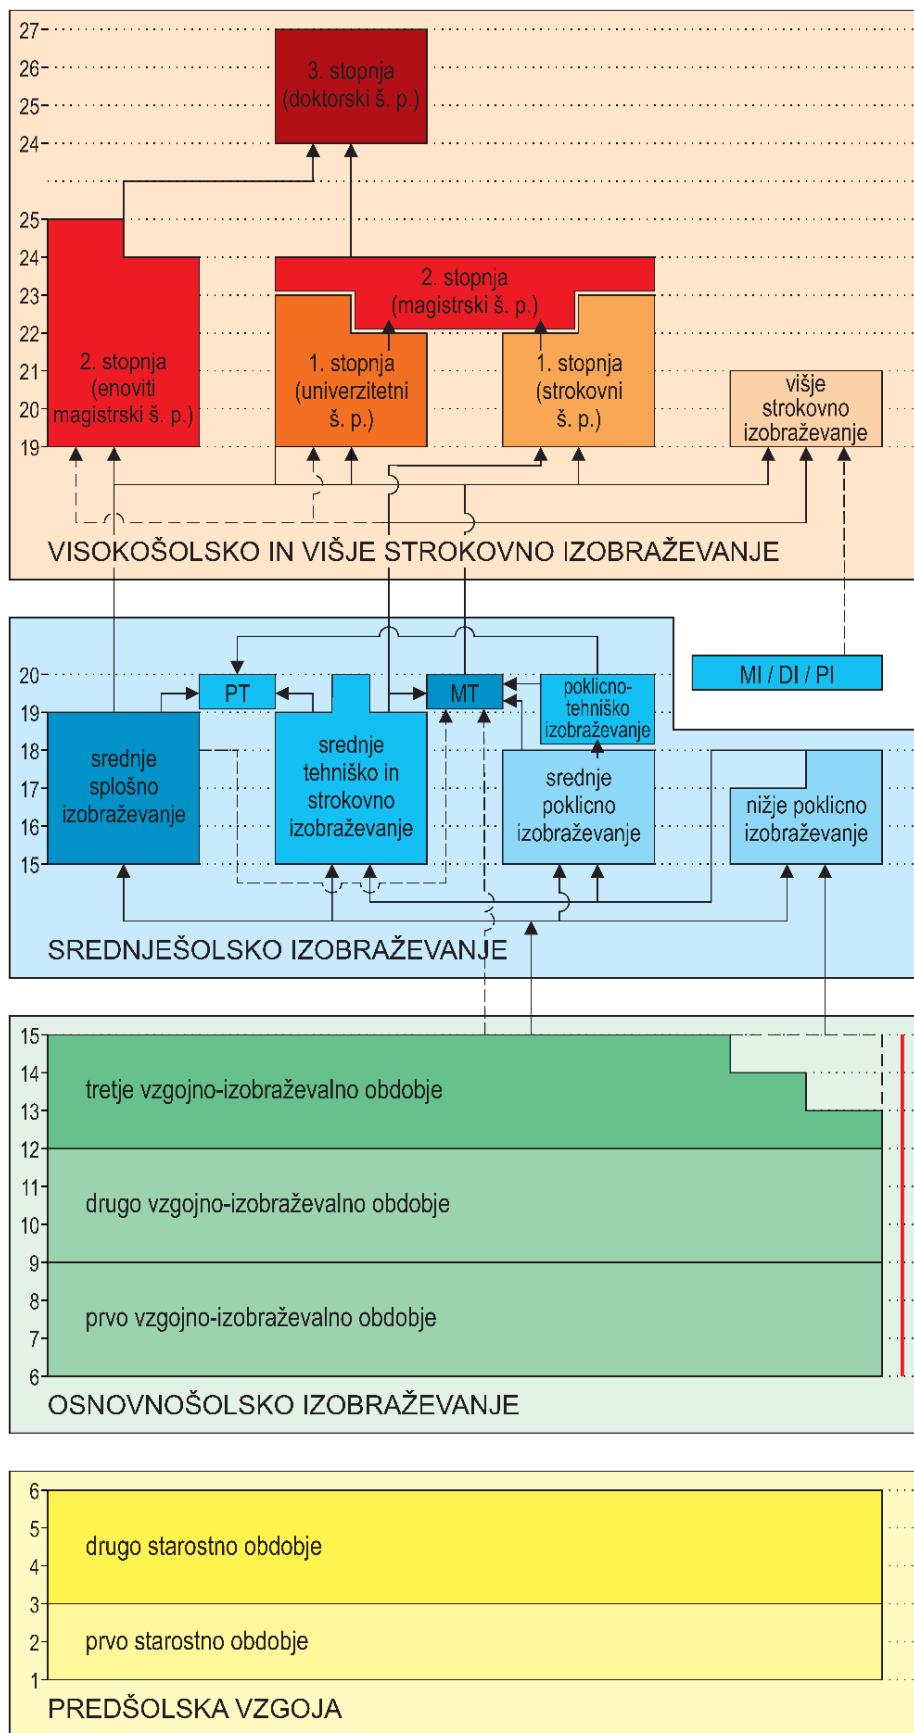 27
26
25
24
3. stopnja
(doktorski š. p.)
25
24
23
22
21
20
19
2. stopnja
(enoviti
magistrski š. p.)
2. stopnja
(magistrski š. p.)
1. stopnja
(univerzitetni
š. p.)
1. stopnja
(strokovni
š. p.)
višje
strokovno
izobraževanje
VISOKOŠOLSKO IN VIŠJE STROKOVNO IZOBRAŽEVANJE
20
19
18
17
16
15
MI / DI / PI
PT
MT
poklicno-
tehniško
izobraževanje
srednje
splošno
izobraževanje
srednje
tehniško in
strokovno
izobraževanje
srednje
poklicno
izobraževanje
nižje poklicno
izobraževanje
SREDNJEŠOLSKO IZOBRAŽEVANJE
15
14
13
12
11
10
9
8
7
6
tretje vzgojno-izobraževalno obdobje
drugo vzgojno-izobraževalno obdobje
prvo vzgojno-izobraževalno obdobje
OSNOVNOŠOLSKO IZOBRAŽEVANJE
6
5
4
3
2
1
drugo starostno obdobje
prvo starostno obdobje
PREDŠOLSKA VZGOJA